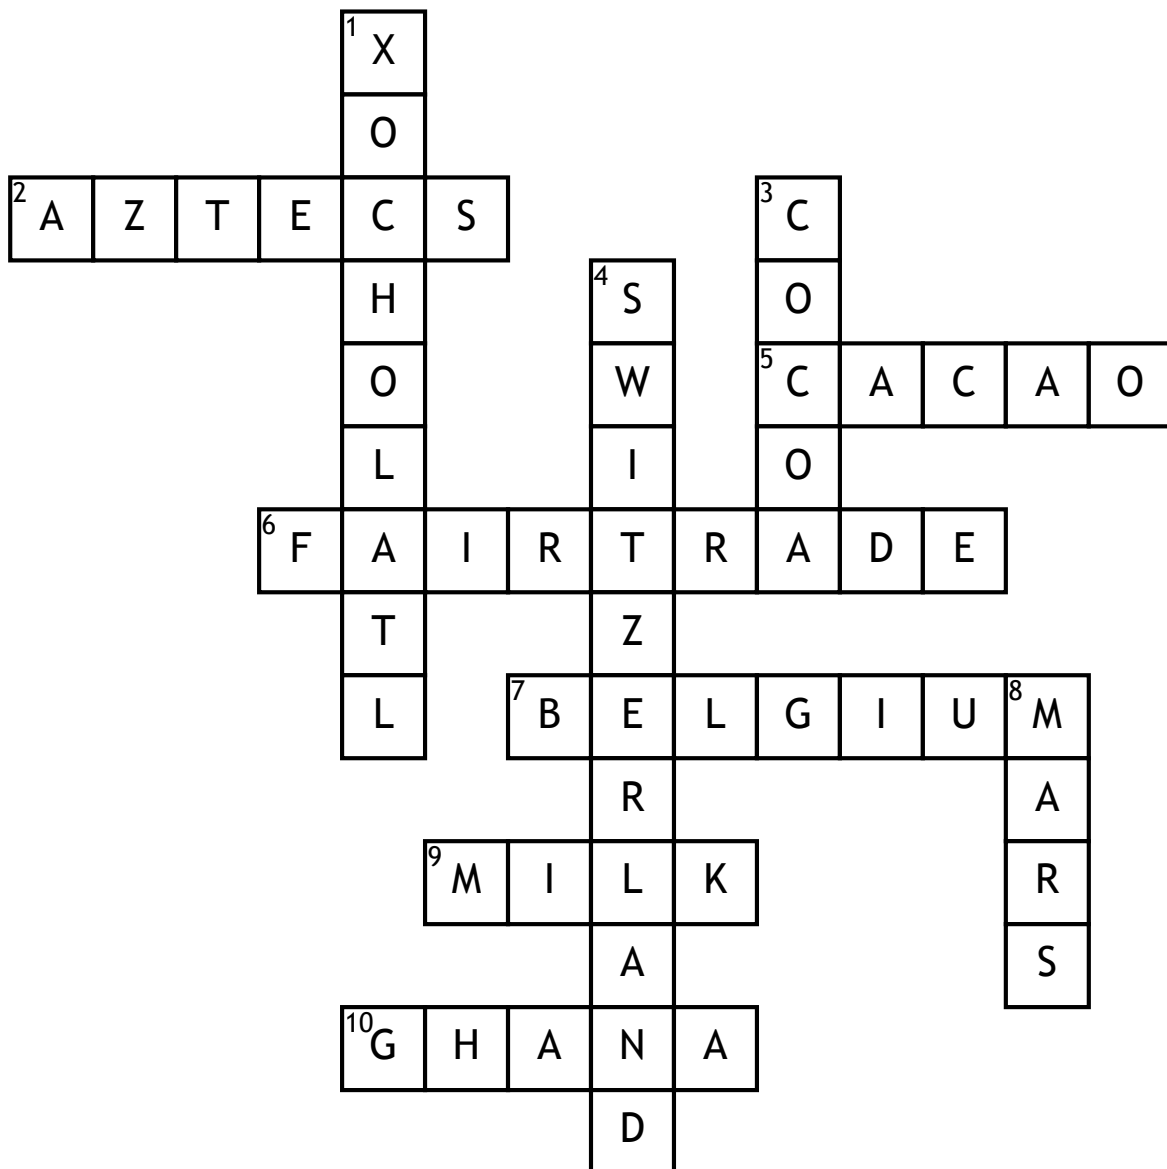 1 X
O
2 A Z T E C S 3 C
H 4 S O
O W 5 C A C A O
L I O
6 F A I R T R A D E
T Z
L 7 B E L G I U 8 M
R A
9 M I L K R
A S
10 G H A N A
D